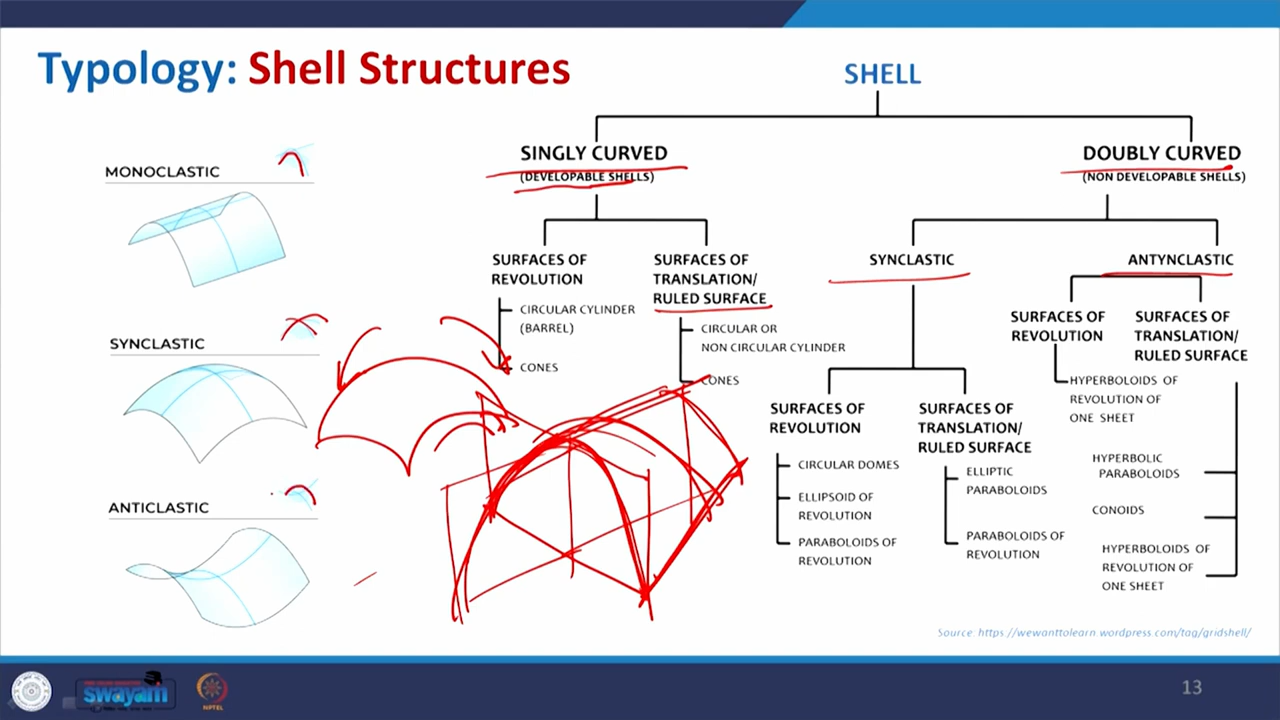 Typology: Shell Structures
MONOCLASTIC
SYNCLASTIC
ANTICLASTIC
SHELL
SINGLY CURVED
(DEVELOPABLE SHELLS)
SURFACES OF
REVOLUTION
CIRCULAR CYLINDER
(BARREL)
CONES
SURFACES OF
TRANSLATION/
RULED SURFACE
CIRCULAR OR
NON CIRCULAR CYLINDER
CONES
DOUBLY CURVED
(NON DEVELOPABLE SHELLS)
SYNCLASTIC
SURFACES OF
REVOLUTION
CIRCULAR DOMES
ELLIPSOID OF
REVOLUTION
PARABOLOIDS OF
REVOLUTION
SURFACES OF
TRANSLATION/
RULED SURFACE
ELLIPTIC
PARABOLOIDS
PARABOLOIDS OF
REVOLUTION
ANTYNCLASTIC
SURFACES OF
REVOLUTION
HYPERBOLOIDS OF
REVOLUTION OF
ONE SHEET
SURFACES OF
TRANSLATION/
RULED SURFACE
HYPERBOLIC
PARABOLOIDS
CONOIDS
HYPERBOLOIDS OF
REVOLUTION OF
ONE SHEET
Source: https://wewanttolearn.wordpress.com/tag/gridshell/
swayam
NPTEL
13